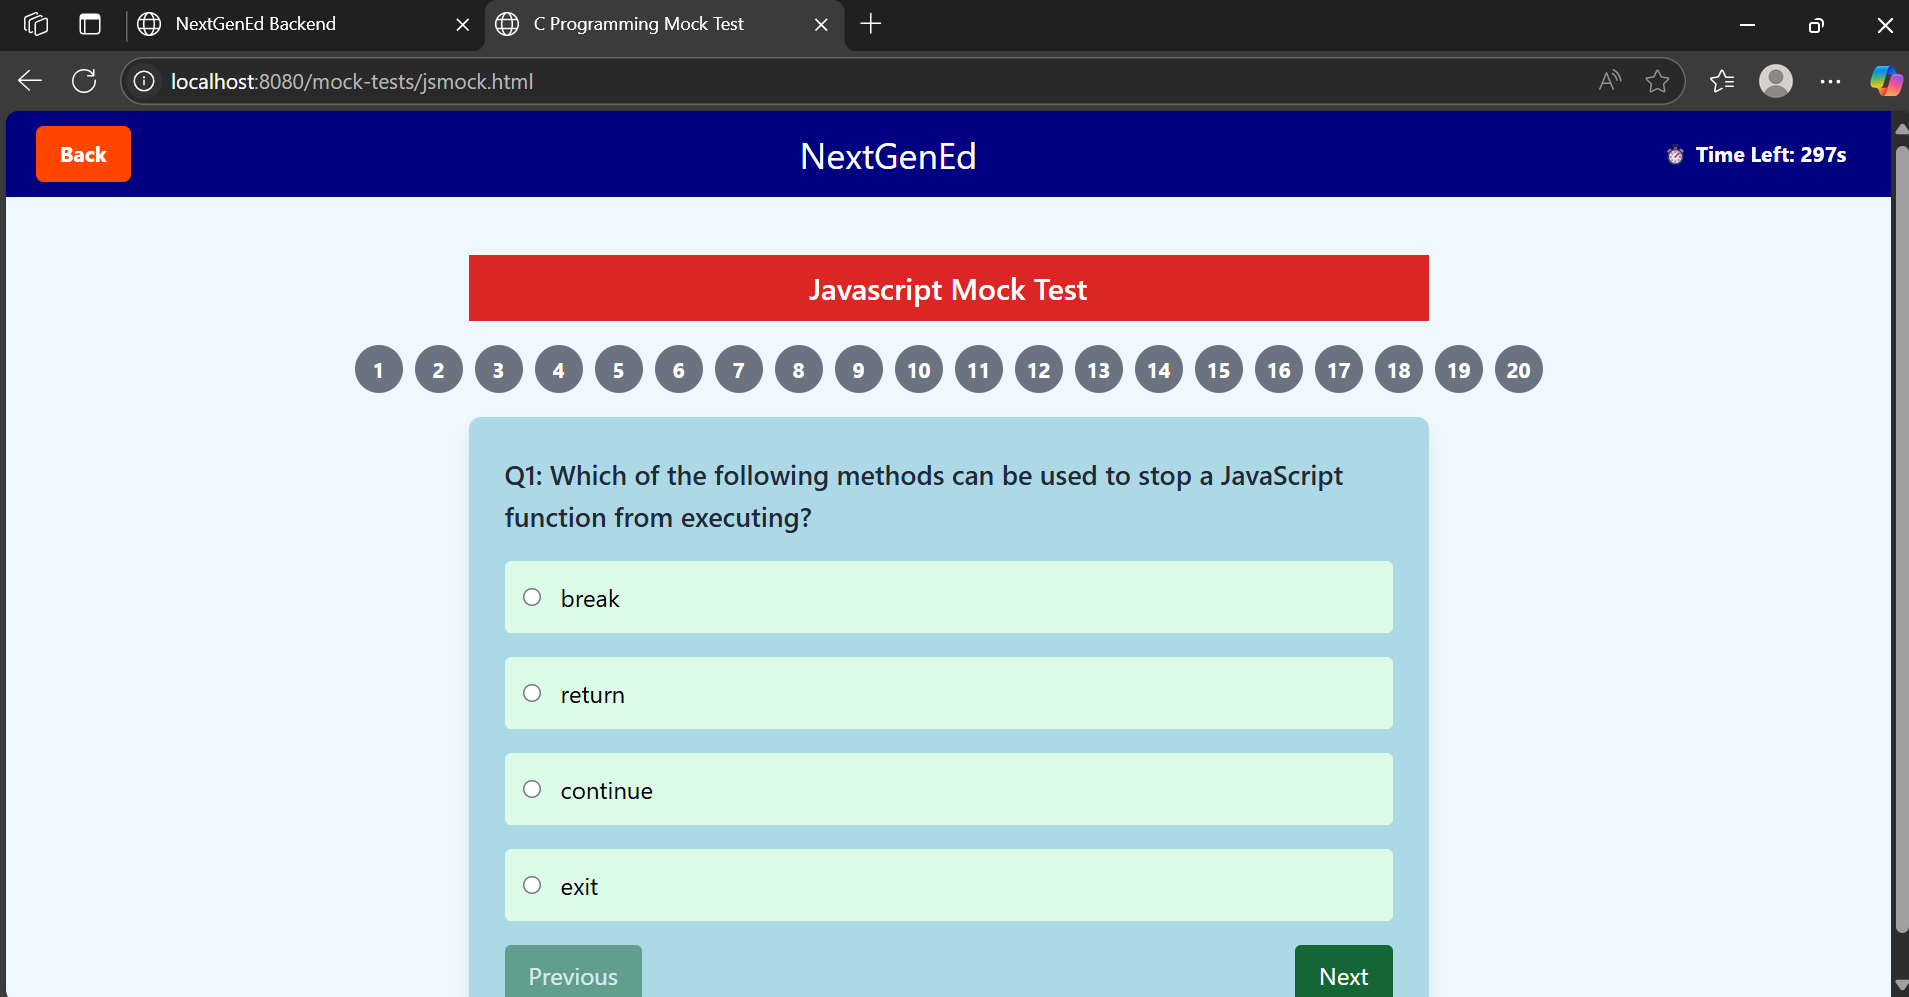 NextGenEd Backend
C Programming Mock Test
localhost:8080/mock-tests/jsmock.html
Back
NextGenEd
Time Left: 297s
Javascript Mock Test
1 2 3 4 5 6 7 8 9 10 11 12 13 14 15 16 17 18 19 20
Q1: Which of the following methods can be used to stop a JavaScript
function from executing?
break
return
continue
exit
Previous
Next